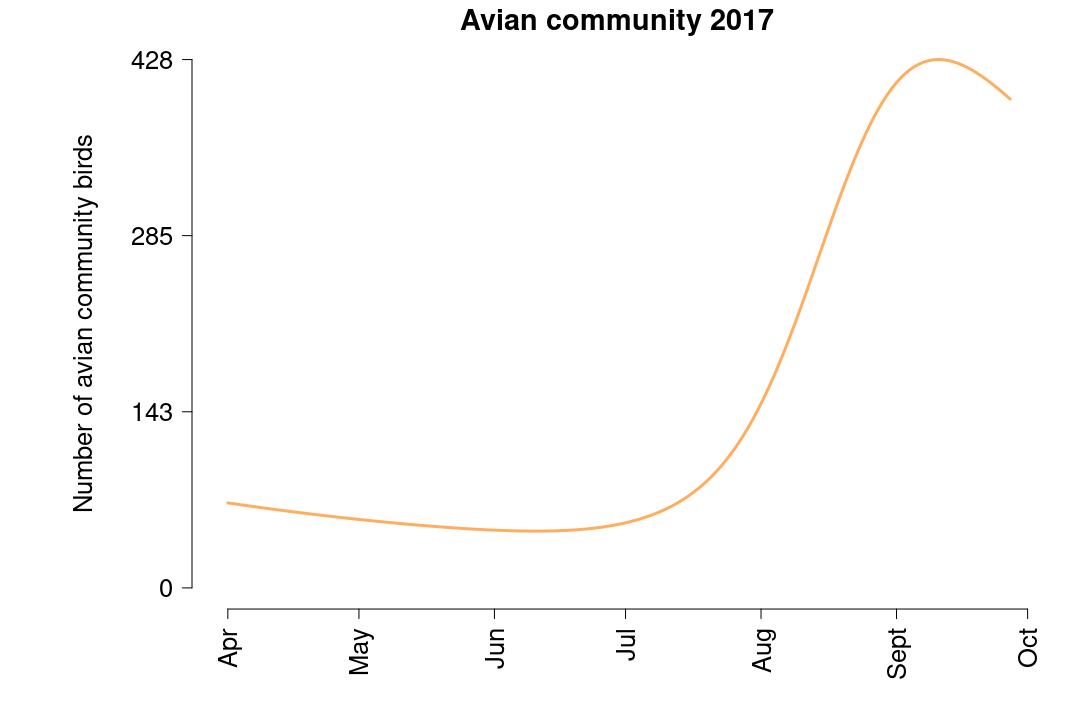 Avian community 2017
Number of avian community birds
428
285
143
0
Apr
May
Jun
Jul
Aug
Sept
Oct